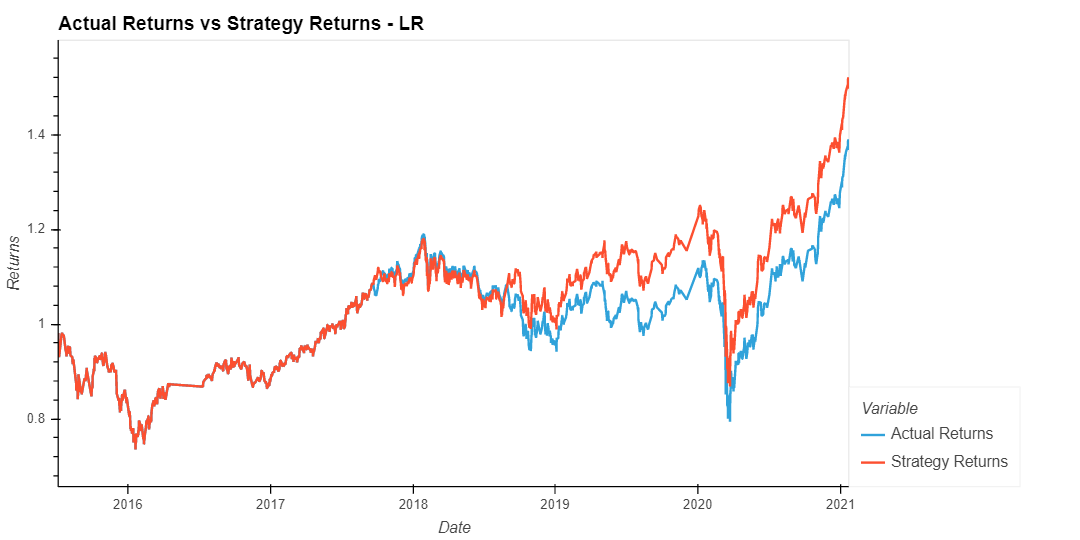 Actual Returns vs Strategy Returns - LR
Returns
1.4
1.2
1
0.8
2016
2017
2018
2019
2020
2021
Date
Variable
Actual Returns
Strategy Returns